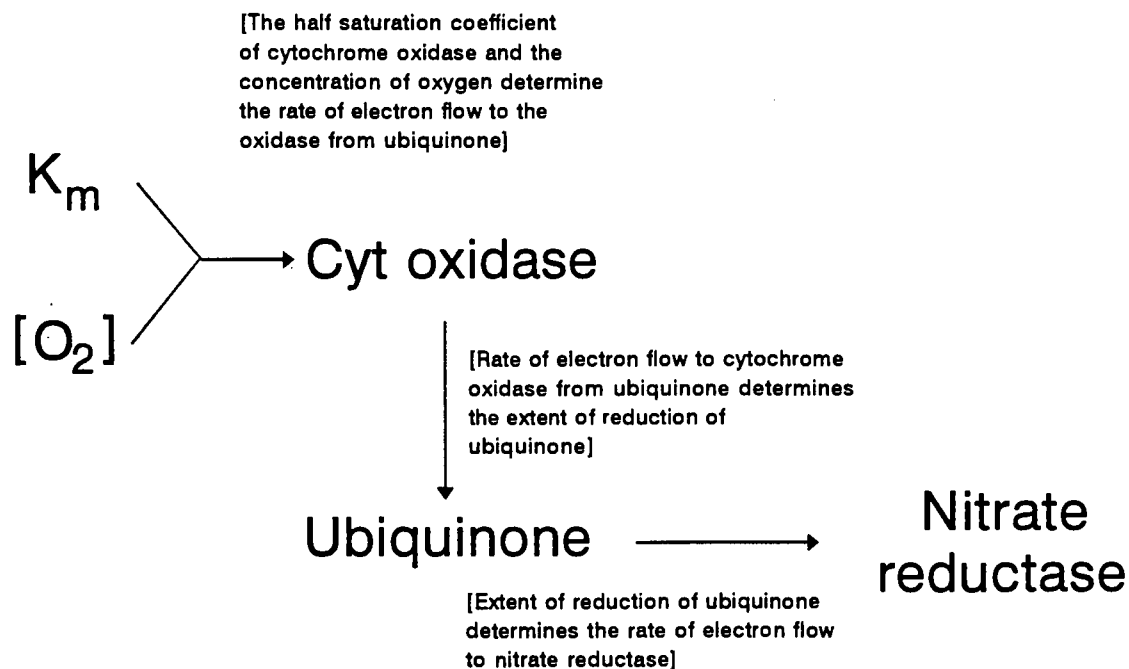 [The half saturation coefficient
of cytochrome oxidase and the
concentration of oxygen determine
the rate of electron flow to the
oxidase from ubiquinone]
Km
[O2]
Cyt oxidase
[Rate of electron flow to cytochrome
oxidase from ubiquinone determines
the extent of reduction of
ubiquinone]
Ubiquinone
Nitrate
reductase
[Extent of reduction of ubiquinone
determines the rate of electron flow
to nitrate reductase]